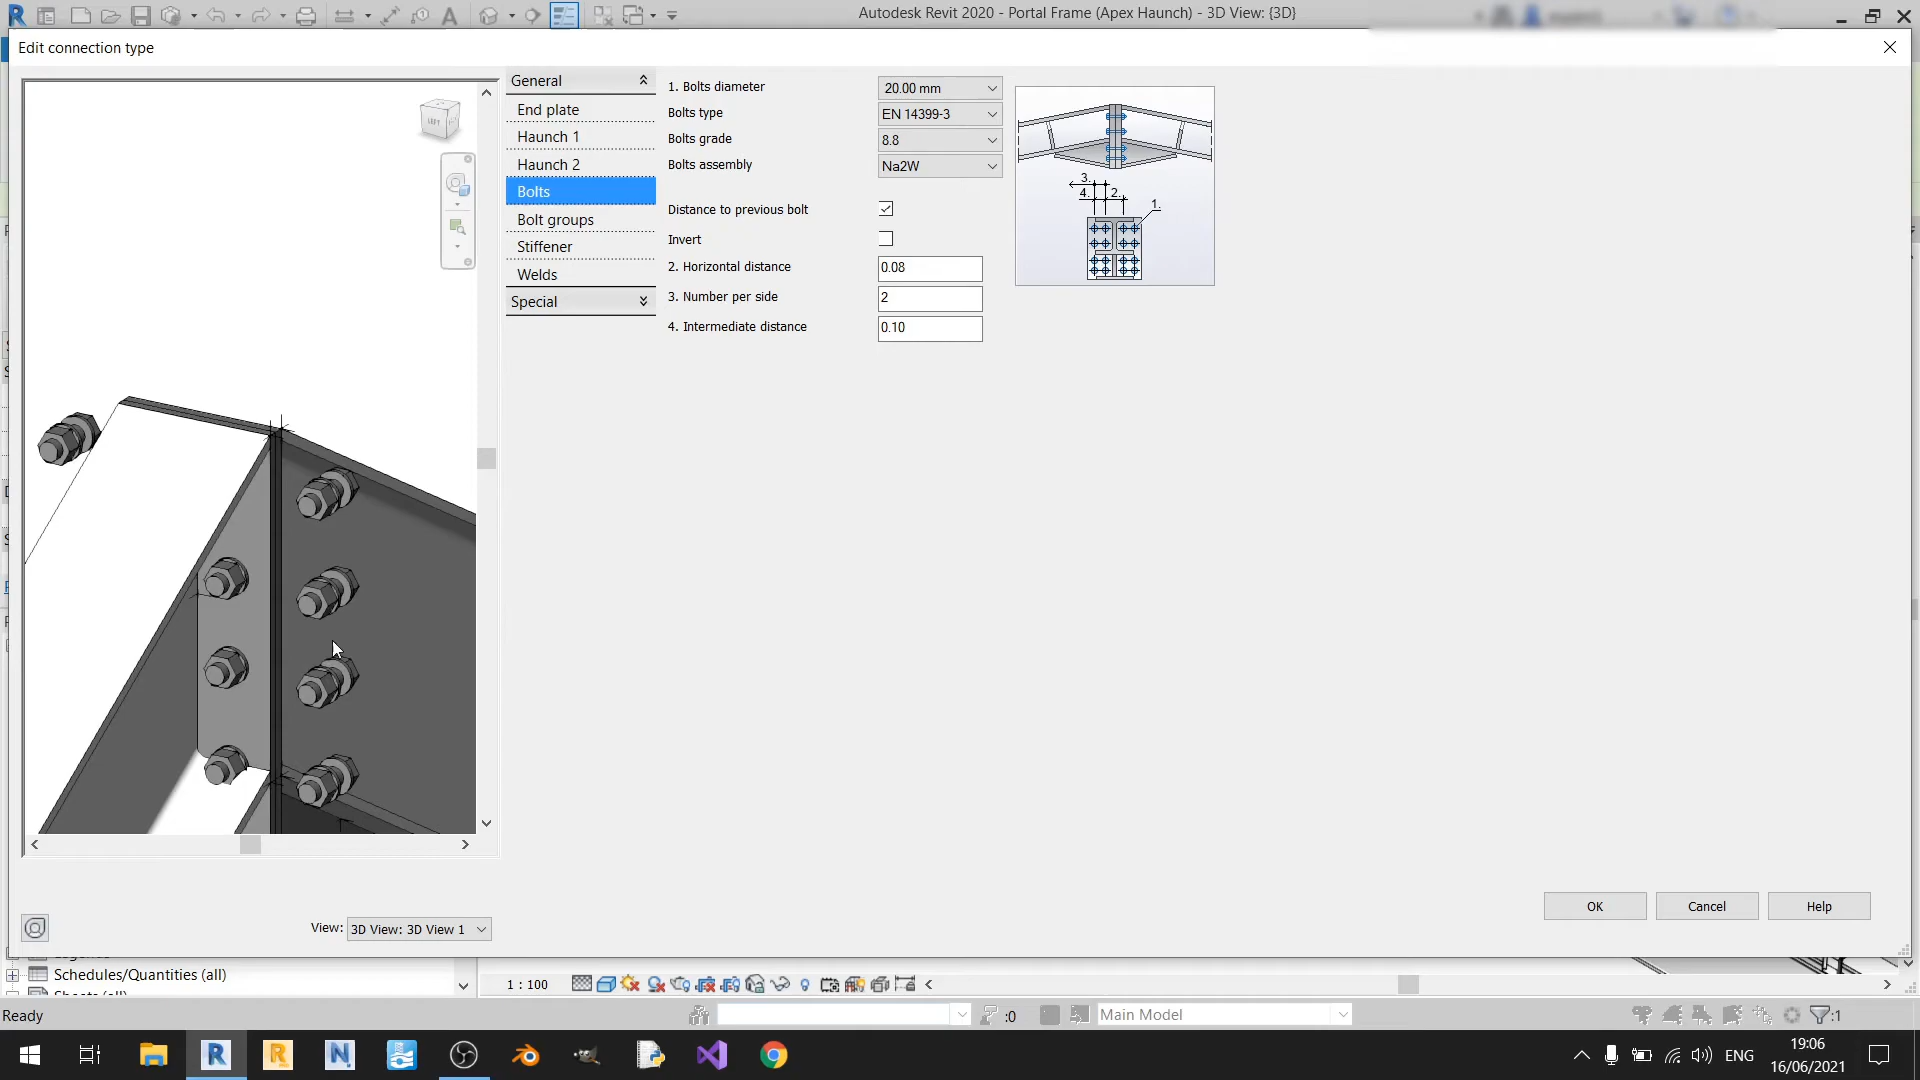 Autodesk Revit 2020 - Portal Frame (Apex Haunch) - 3D View: {3D}
Edit connection type
LEFT
General
End plate
Haunch 1
Haunch 2
Bolts
Bolt groups
Stiffener
Welds
Special
1. Bolts diameter
20.00 mm
Bolts type
EN 14399-3
Bolts grade
8.8
Bolts assembly
Na2W
Distance to previous bolt
Invert
2. Horizontal distance
0.08
3. Number per side
2
4. Intermediate distance
0.10
3.
4.
2.
1.
OK
Cancel
Help
View:
3D View: 3D View 1
Schedules/Quantities (all)
1 : 100
Ready
:0
Main Model
:1
ENG
19:06
16/06/2021